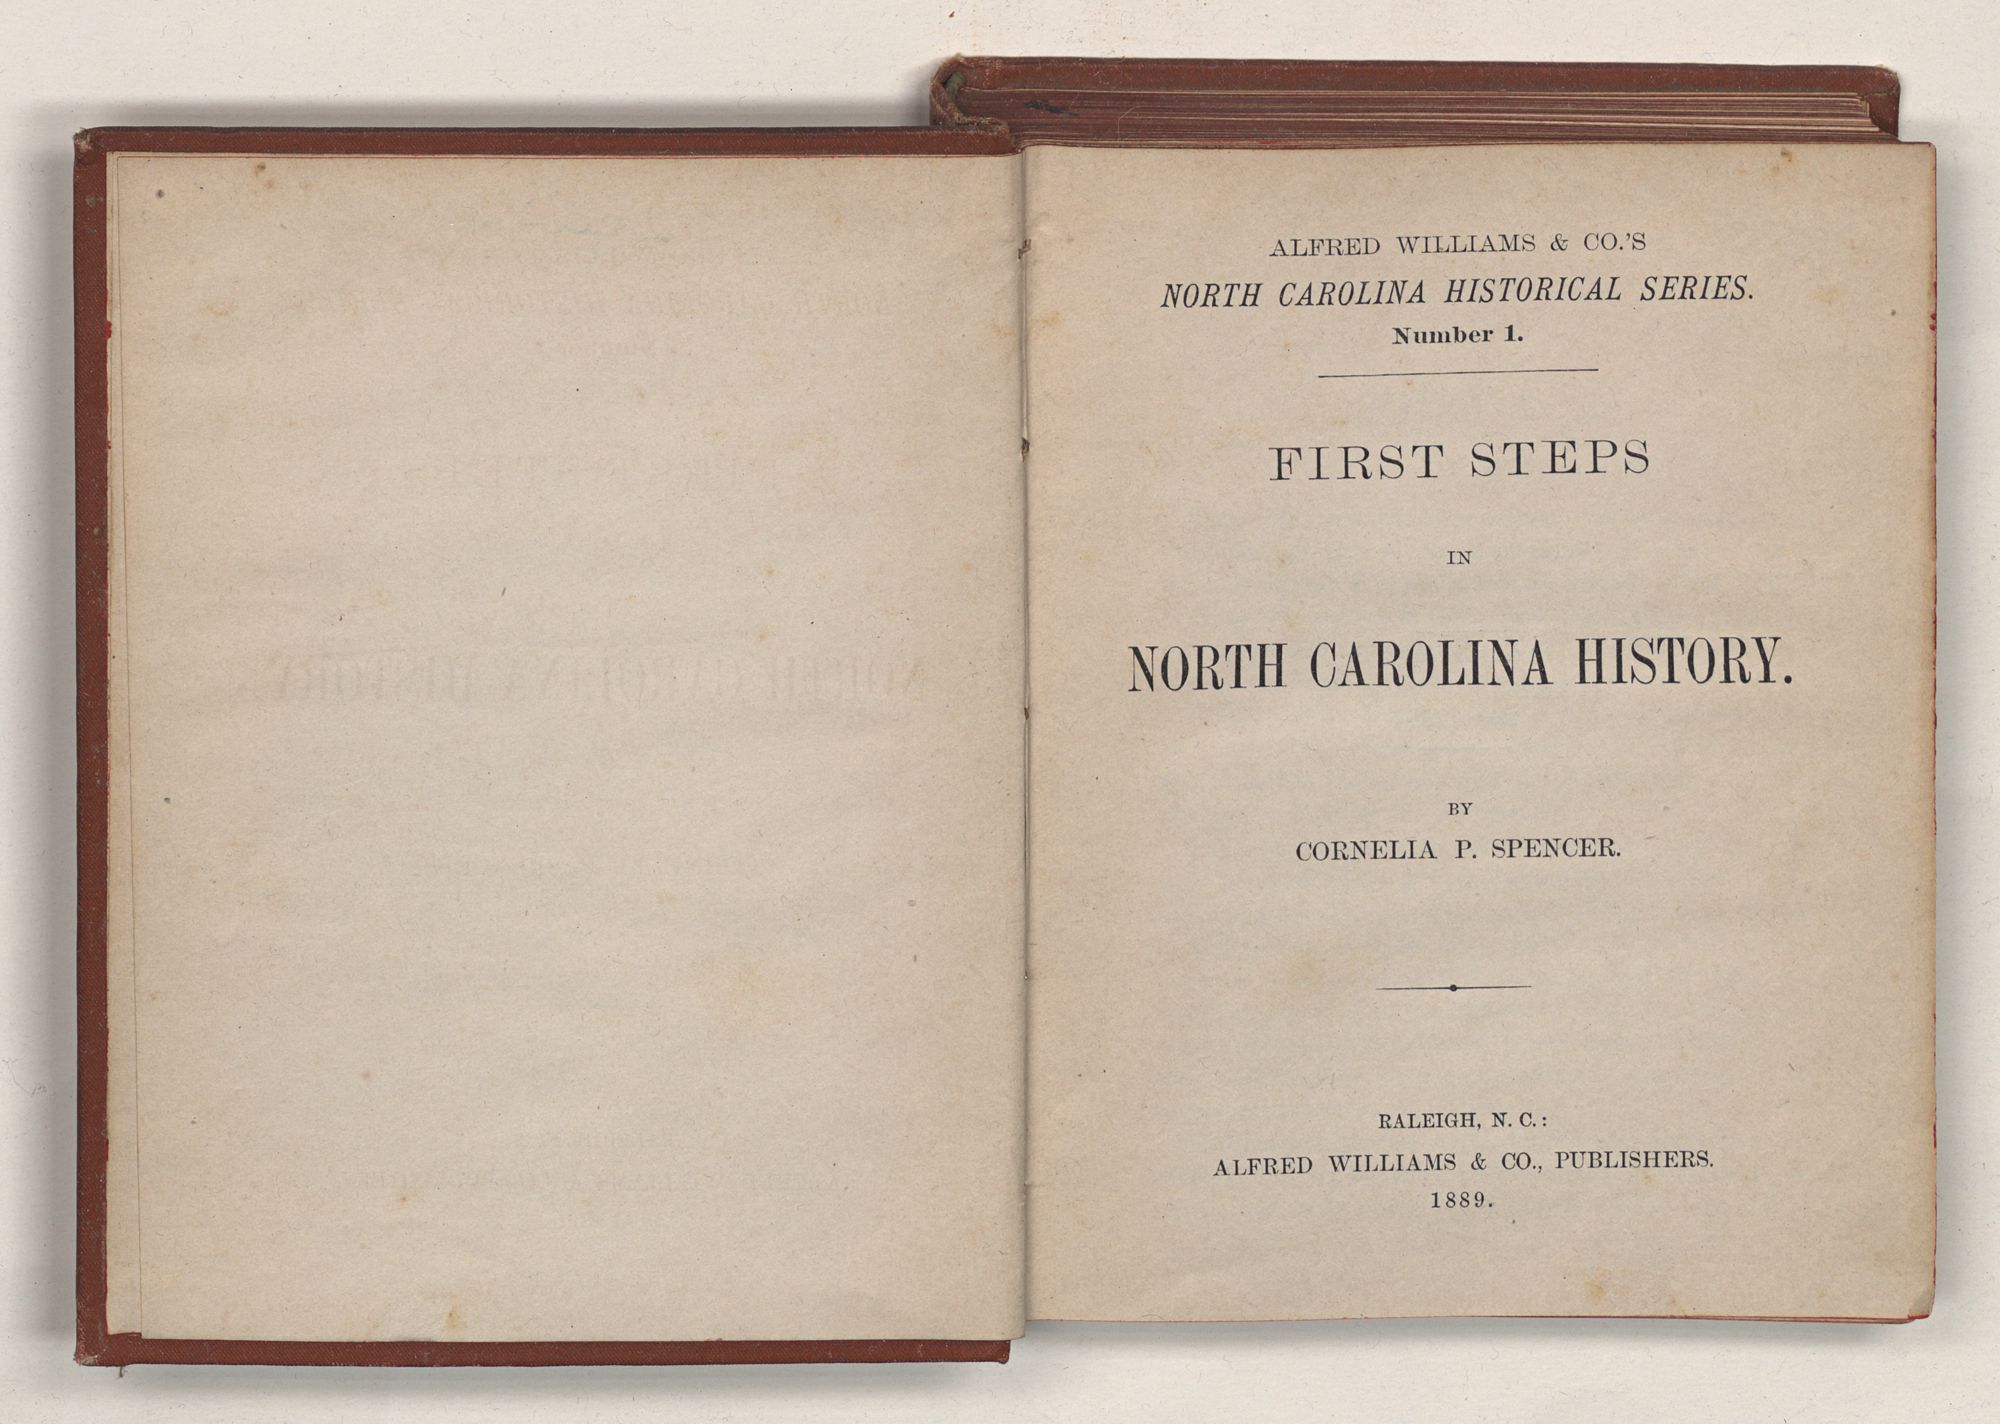 ALFRED WILLIAMS & CO.'S
NORTH CAROLINA HISTORICAL SERIES.
Number 1.
FIRST STEPS
IN
NORTH CAROLINA HISTORY.
BY
CORNELIA P. SPENCER.
RALEIGH, N. C.:
ALFRED WILLIAMS & CO., PUBLISHERS.
1889.